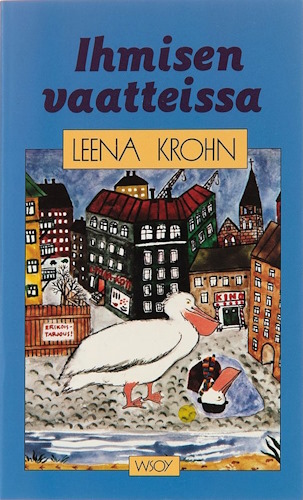 Ihmisen
vaatteissa
LEENA KROHN
KINO
ERIKOIS-
TARJOUS!
WSOY